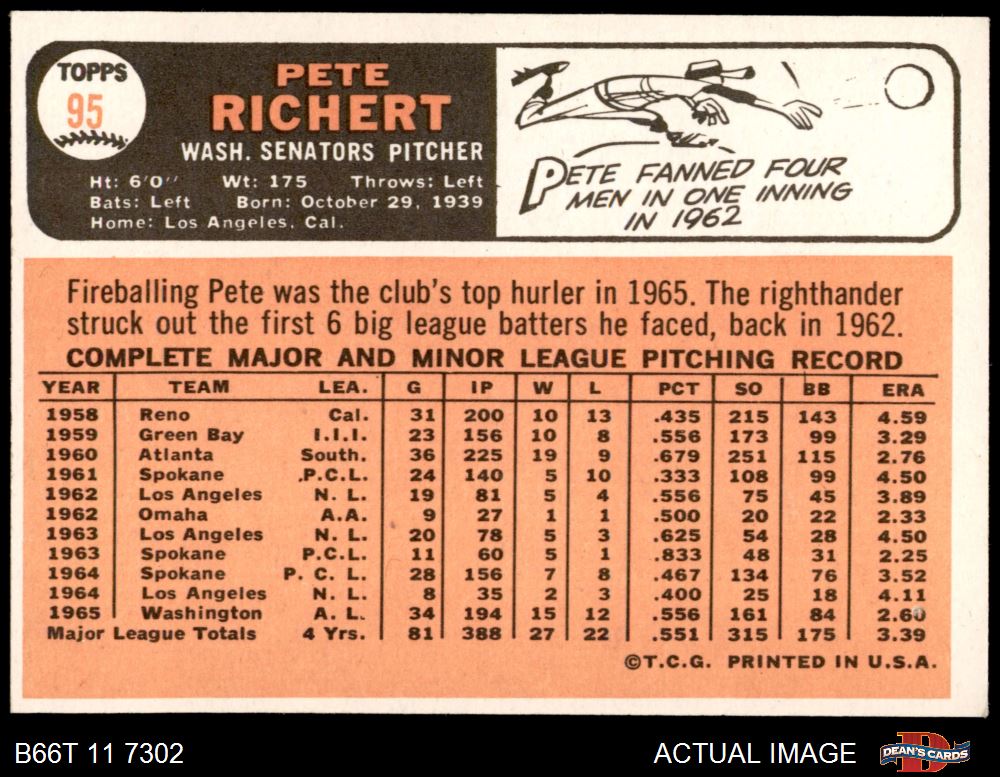 TOPPS
95
PETE
RICHERT
WASH. SENATORS PITCHER
Ht: 6'0'' Wt: 175 Throws: Left
Bats: Left Born: October 29, 1939
Home: Los Angeles, Cal.
PETE FANNED FOUR
MEN IN ONE INNING
IN 1962
Fireballing Pete was the club's top hurler in 1965. The righthander
struck out the first 6 big league batters he faced, back in 1962.
COMPLETE MAJOR AND MINOR LEAGUE PITCHING RECORD
YEAR TEAM LEA. G IP W L PCT SO BB ERA
1958 Reno Cal. 31 200 10 13 .435 215 143 4.59
1959 Green Bay I.I.I. 23 156 10 8 .556 173 99 3.29
1960 Atlanta South. 36 225 19 9 .679 251 115 2.76
1961 Spokane P.C.L. 24 140 5 10 .333 108 99 4.50
1962 Los Angeles N. L. 19 81 5 4 .556 75 45 3.89
1962 Omaha A.A. 9 27 1 1 .500 20 22 2.33
1963 Los Angeles N. L. 20 78 5 3 .625 54 28 4.50
1963 Spokane P.C.L. 11 60 5 1 .833 48 31 2.25
1964 Spokane P. C. L. 28 156 7 8 .467 134 76 3.52
1964 Los Angeles N. L. 8 35 2 3 .400 25 18 4.11
1965 Washington A. L. 34 194 15 12 .556 161 84 2.60
Major League Totals 4 Yrs. 81 388 27 22 .551 315 175 3.39
©T.C.G. PRINTED IN U.S.A.
B66T 11 7302
ACTUAL IMAGE
DEAN'S CARDS